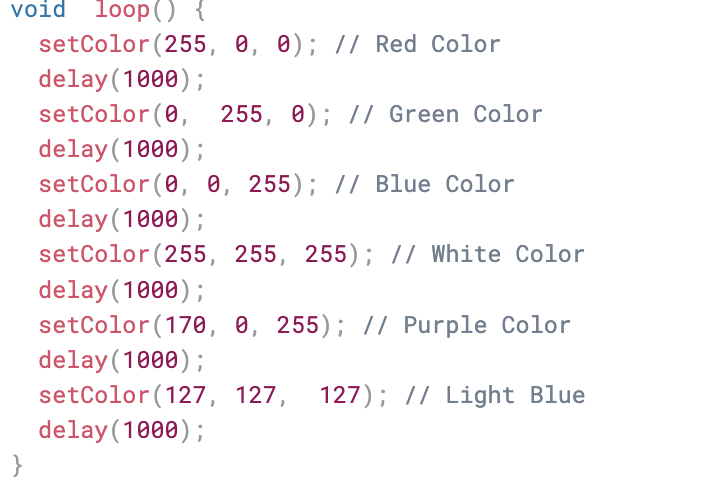 void  loop() {
  setColor(255, 0, 0); // Red Color
  delay(1000);
  setColor(0,  255, 0); // Green Color
  delay(1000);
  setColor(0, 0, 255); // Blue Color
  delay(1000);
  setColor(255, 255, 255); // White Color
  delay(1000);
  setColor(170, 0, 255); // Purple Color
  delay(1000);
  setColor(127, 127,  127); // Light Blue
  delay(1000);
}